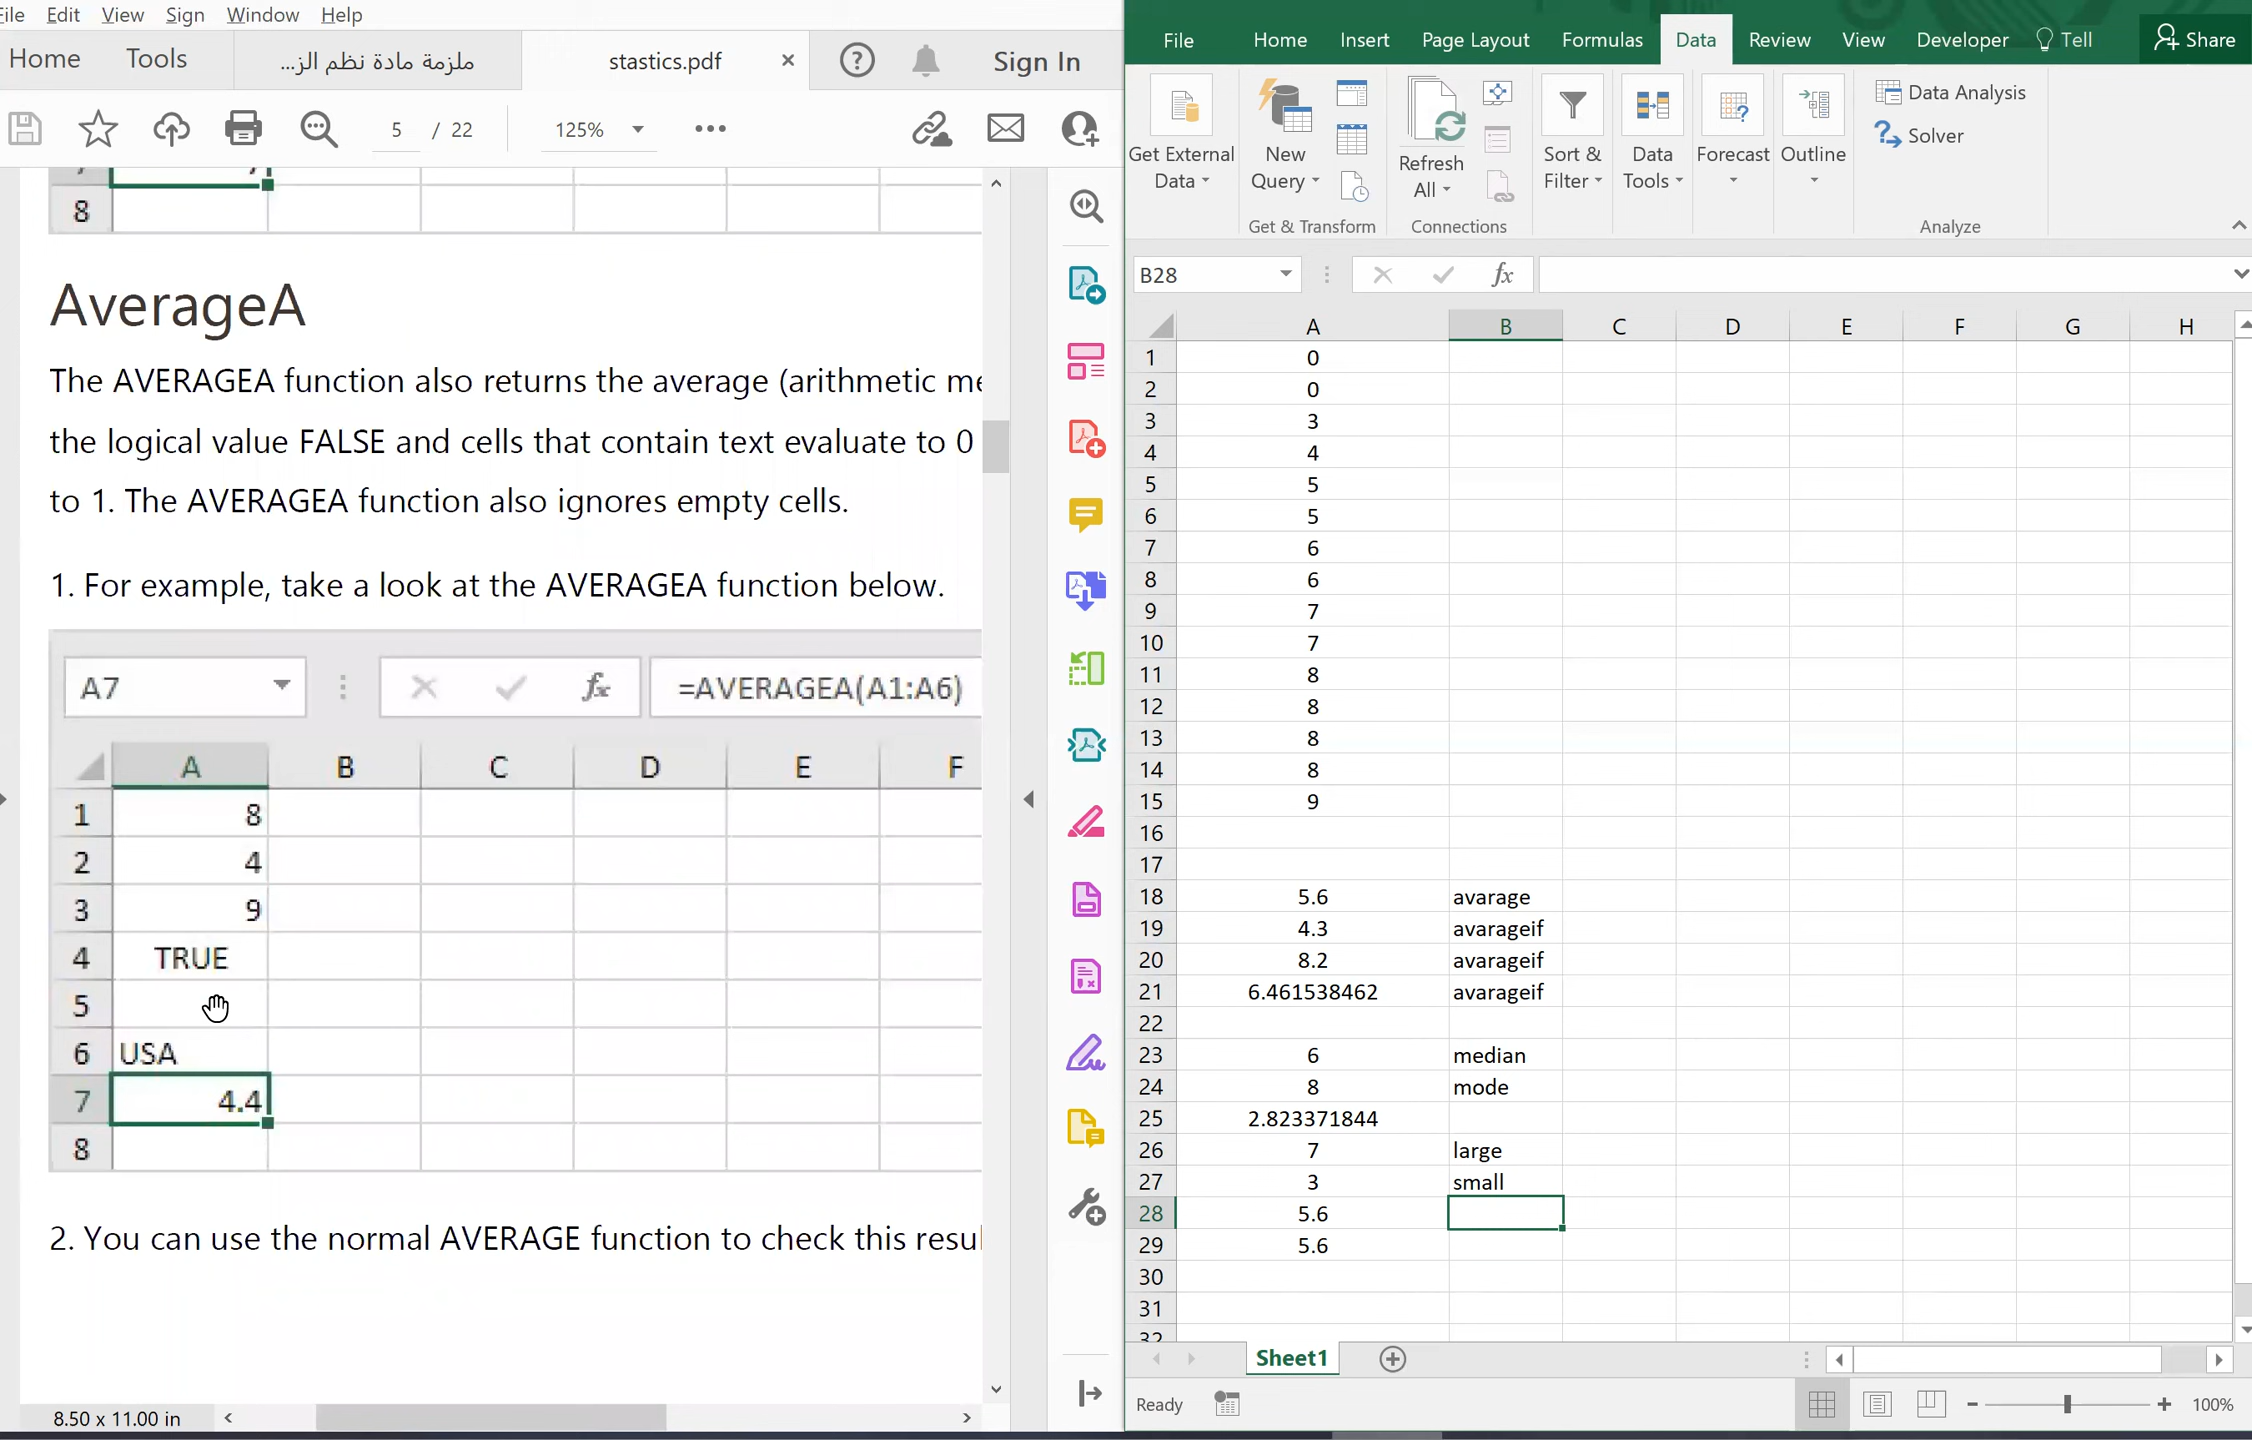 File Edit View Sign Window Help
Home Tools ملزمة مادة نظم الز... stastics.pdf × Sign In
5 / 22 125%
8
AverageA
The AVERAGEA function also returns the average (arithmetic me
the logical value FALSE and cells that contain text evaluate to 0
to 1. The AVERAGEA function also ignores empty cells.
1. For example, take a look at the AVERAGEA function below.
A7 fx =AVERAGEA(A1:A6)
A B C D E F
1 8
2 4
3 9
4 TRUE
5
6 USA
7 4.4
8
2. You can use the normal AVERAGE function to check this resul
8.50 x 11.00 in
File Home Insert Page Layout Formulas Data Review View Developer Tell Share
Get External Data
New Query
Refresh All
Sort & Filter
Data Tools
Forecast
Outline
Data Analysis
Solver
Get & Transform Connections Analyze
B28 fx
A B C D E F G H
1 0
2 0
3 3
4 4
5 5
6 5
7 6
8 6
9 7
10 7
11 8
12 8
13 8
14 8
15 9
16
17
18 5.6 avarage
19 4.3 avarageif
20 8.2 avarageif
21 6.461538462 avarageif
22
23 6 median
24 8 mode
25 2.823371844
26 7 large
27 3 small
28 5.6
29 5.6
30
31
32
Sheet1
Ready 100%